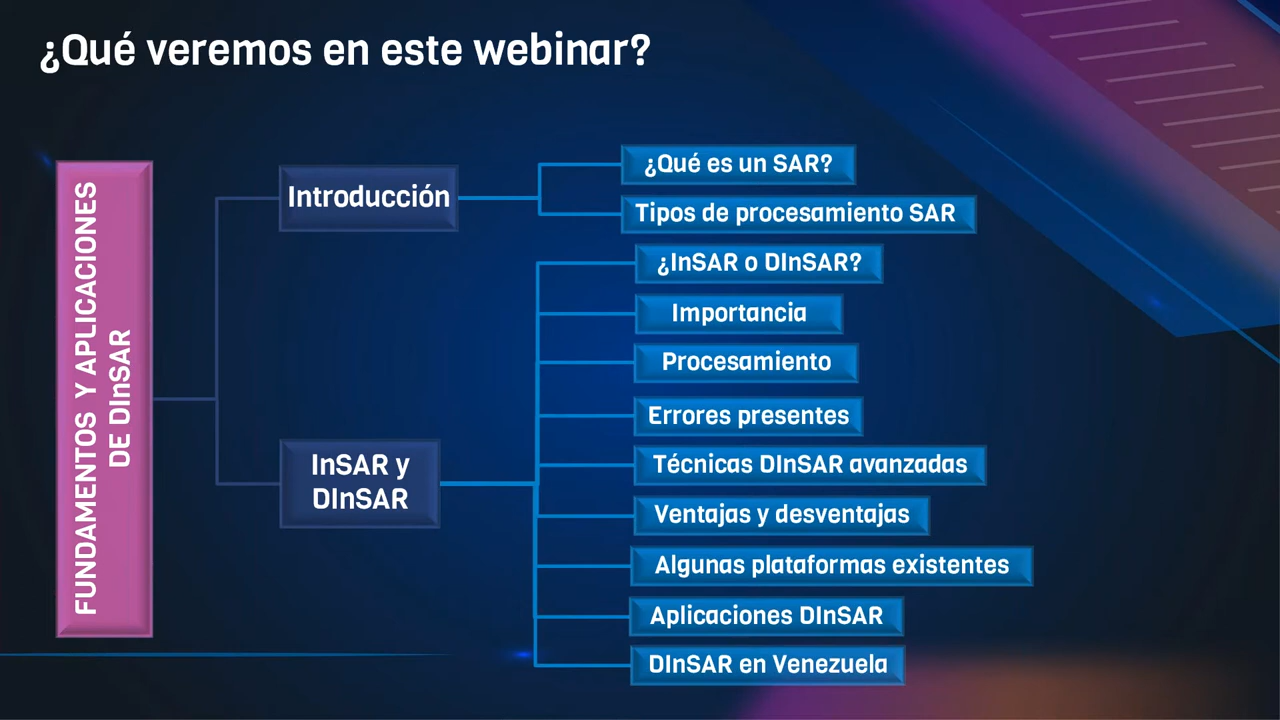 ¿Qué veremos en este webinar?
FUNDAMENTOS Y APLICACIONES
DE DInSAR
Introducción
¿Qué es un SAR?
Tipos de procesamiento SAR
InSAR y
DInSAR
¿InSAR o DInSAR?
Importancia
Procesamiento
Errores presentes
Técnicas DInSAR avanzadas
Ventajas y desventajas
Algunas plataformas existentes
Aplicaciones DInSAR
DInSAR en Venezuela